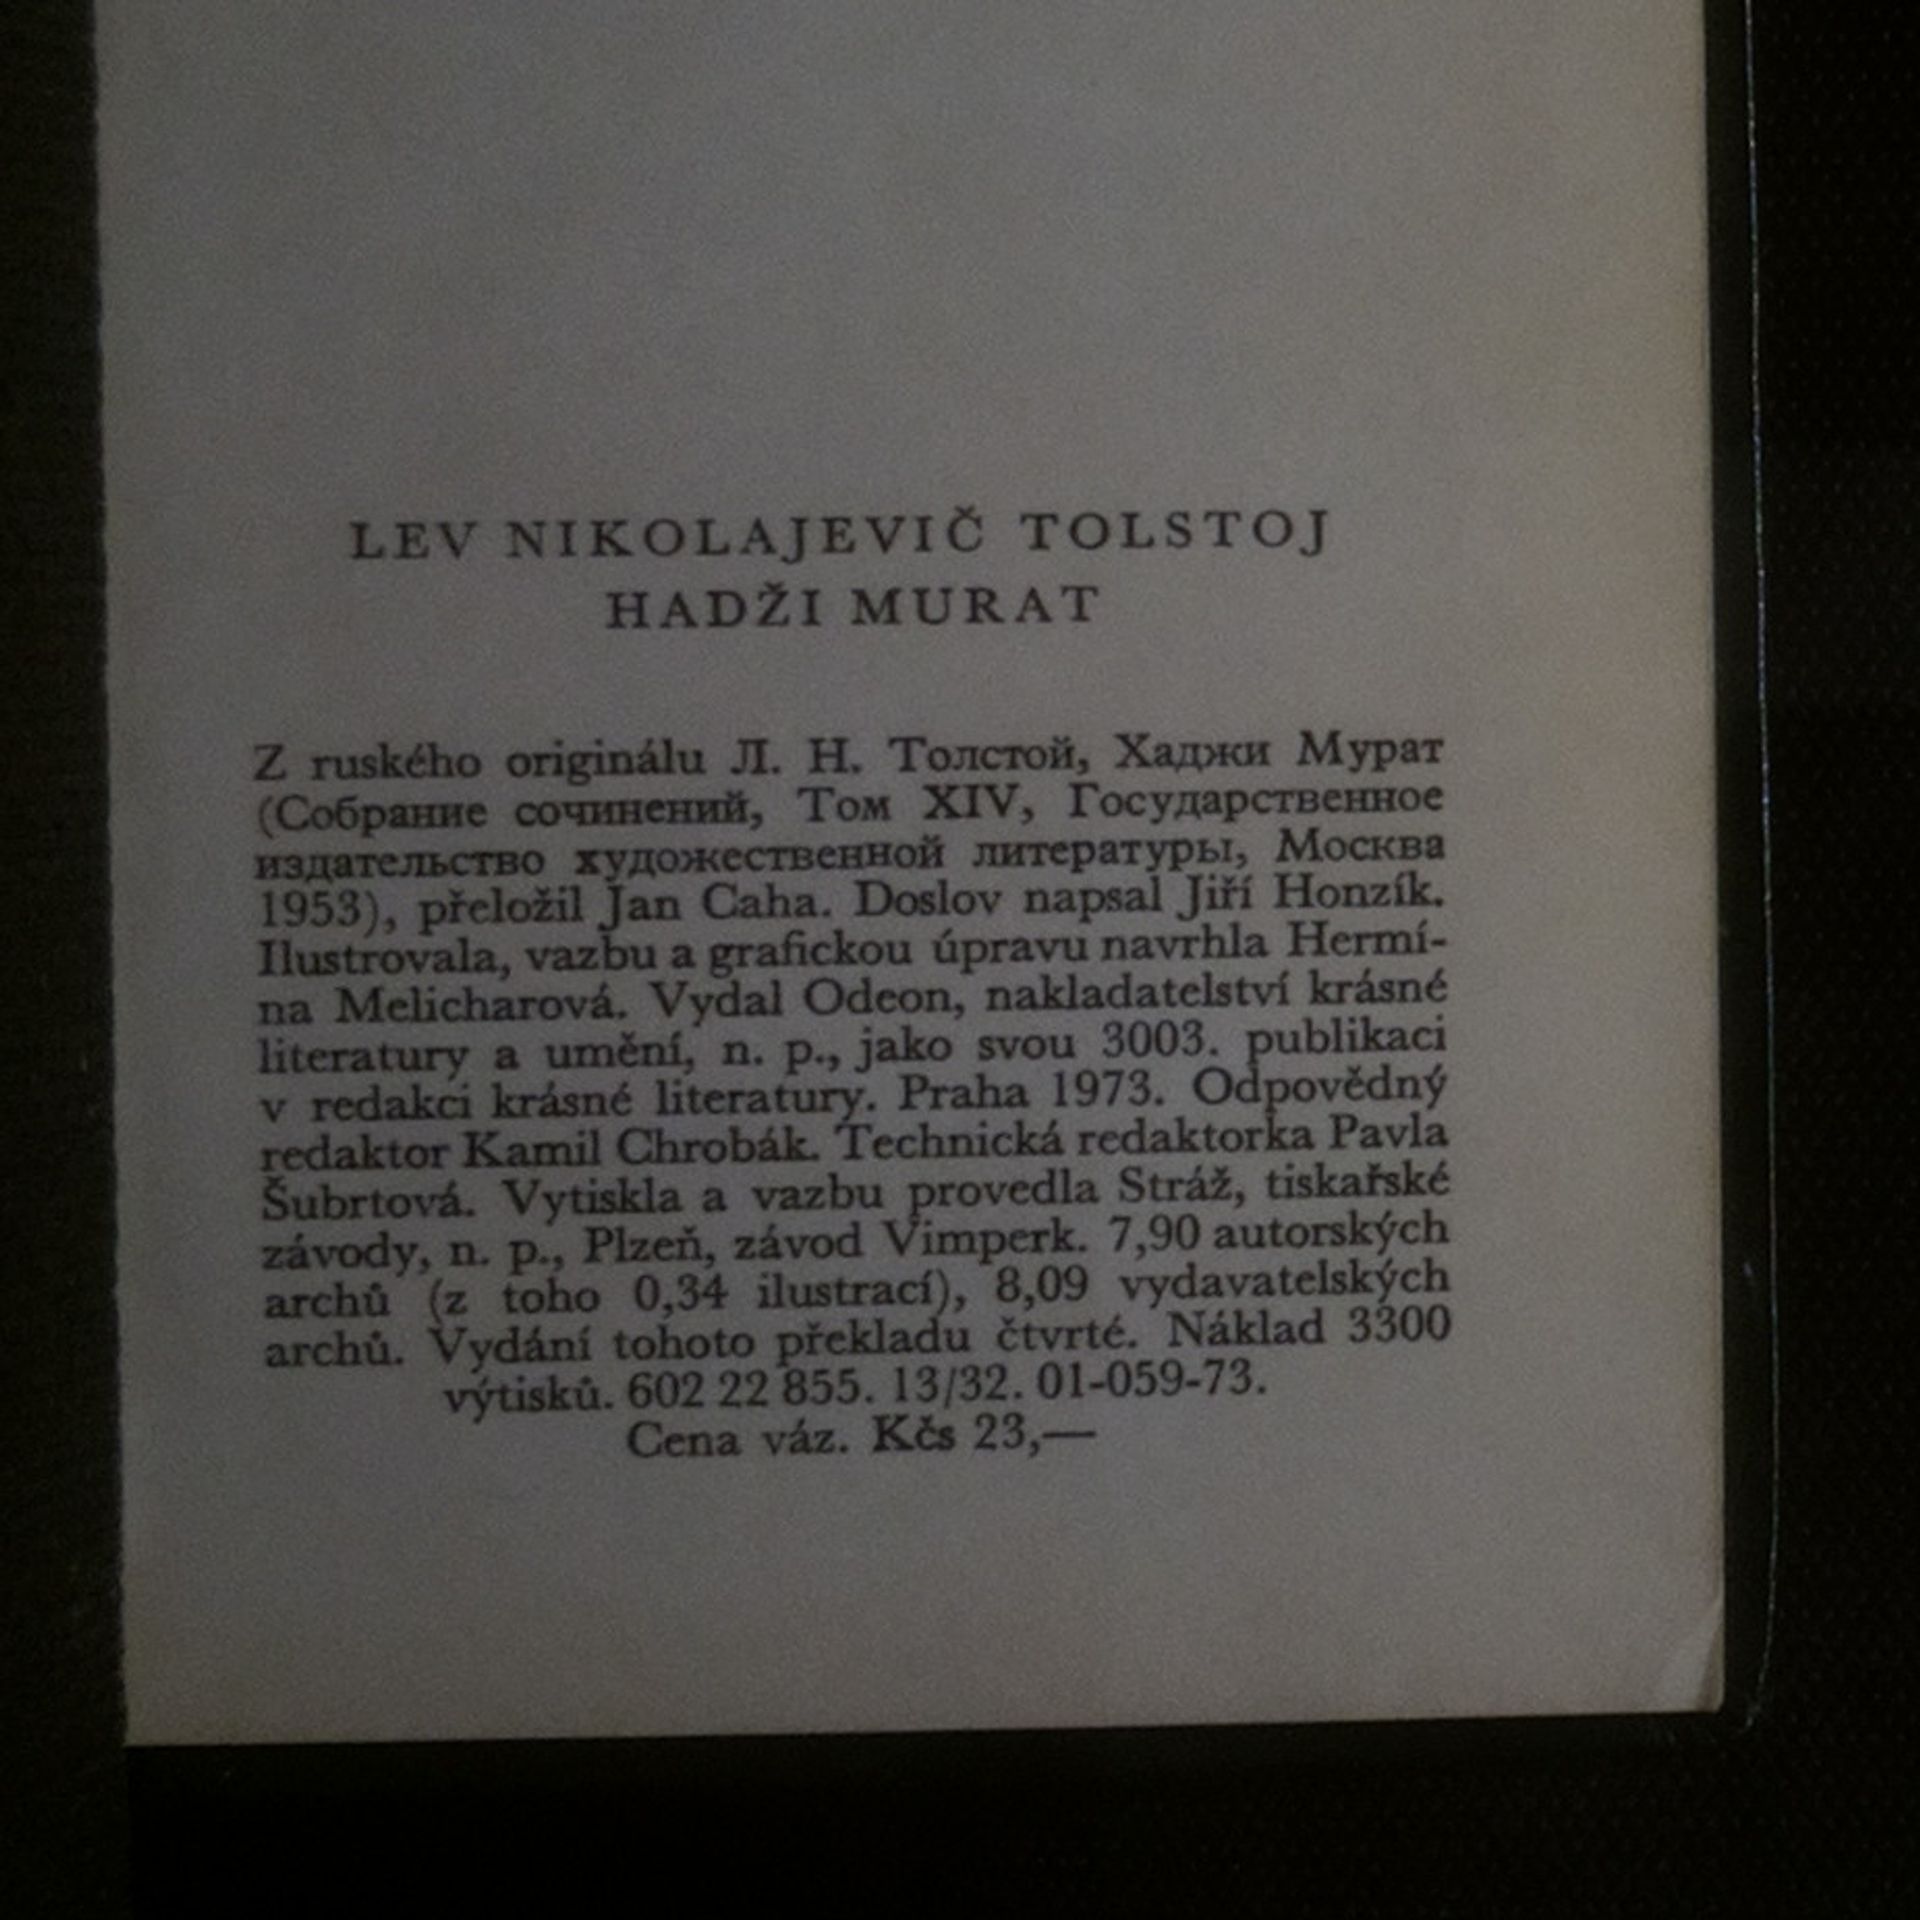 LEV NIKOLAJEVIČ TOLSTOJ
HADŽI MURAT
Z ruského originálu Л. Н. Толстой, Хаджи Мурат
(Собрание сочинений, Том XIV, Государственное
издательство художественной литературы, Москва
1953), přeložil Jan Caha. Doslov napsal Jiří Honzík.
Ilustrovala, vazbu a grafickou úpravu navrhla Hermí-
na Melicharová. Vydal Odeon, nakladatelství krásné
literatury a umění, n. p., jako svou 3003. publikaci
v redakci krásné literatury. Praha 1973. Odpovědný
redaktor Kamil Chrobák. Technická redaktorka Pavla
Šubrtová. Vytiskla a vazbu provedla Stráž, tiskařské
závody, n. p., Plzeň, závod Vimperk. 7,90 autorských
archů (z toho 0,34 ilustrací), 8,09 vydavatelských
archů. Vydání tohoto překladu čtvrté. Náklad 3300
výtisků. 602 22 855. 13/32. 01-059-73.
Cena váz. Kčs 23,—